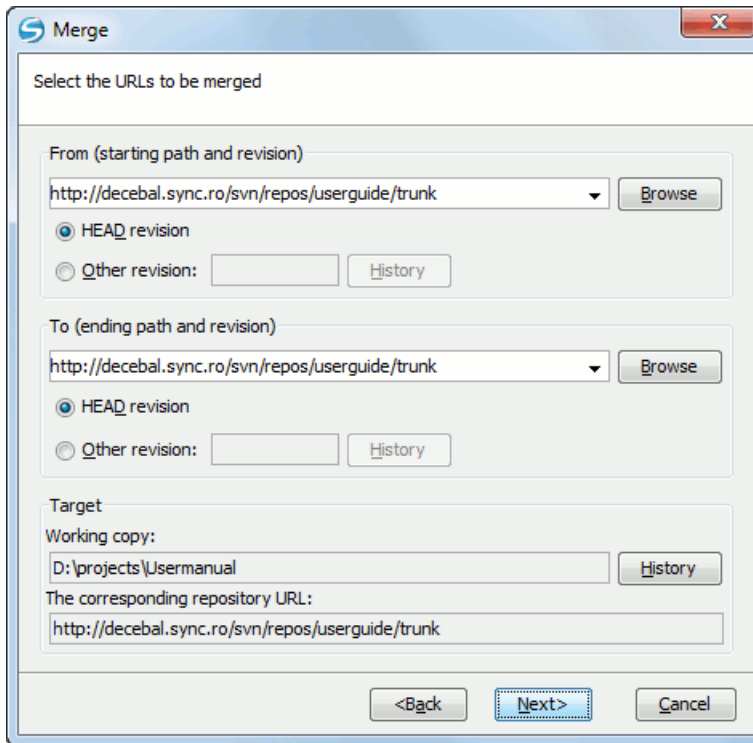 Merge
Select the URLs to be merged
From (starting path and revision)
http://decebal.sync.ro/svn/repos/userguide/trunk Browse
HEAD revision
Other revision: History
To (ending path and revision)
http://decebal.sync.ro/svn/repos/userguide/trunk Browse
HEAD revision
Other revision: History
Target
Working copy:
D:\projects\Usermanual History
The corresponding repository URL:
http://decebal.sync.ro/svn/repos/userguide/trunk
<Back Next> Cancel